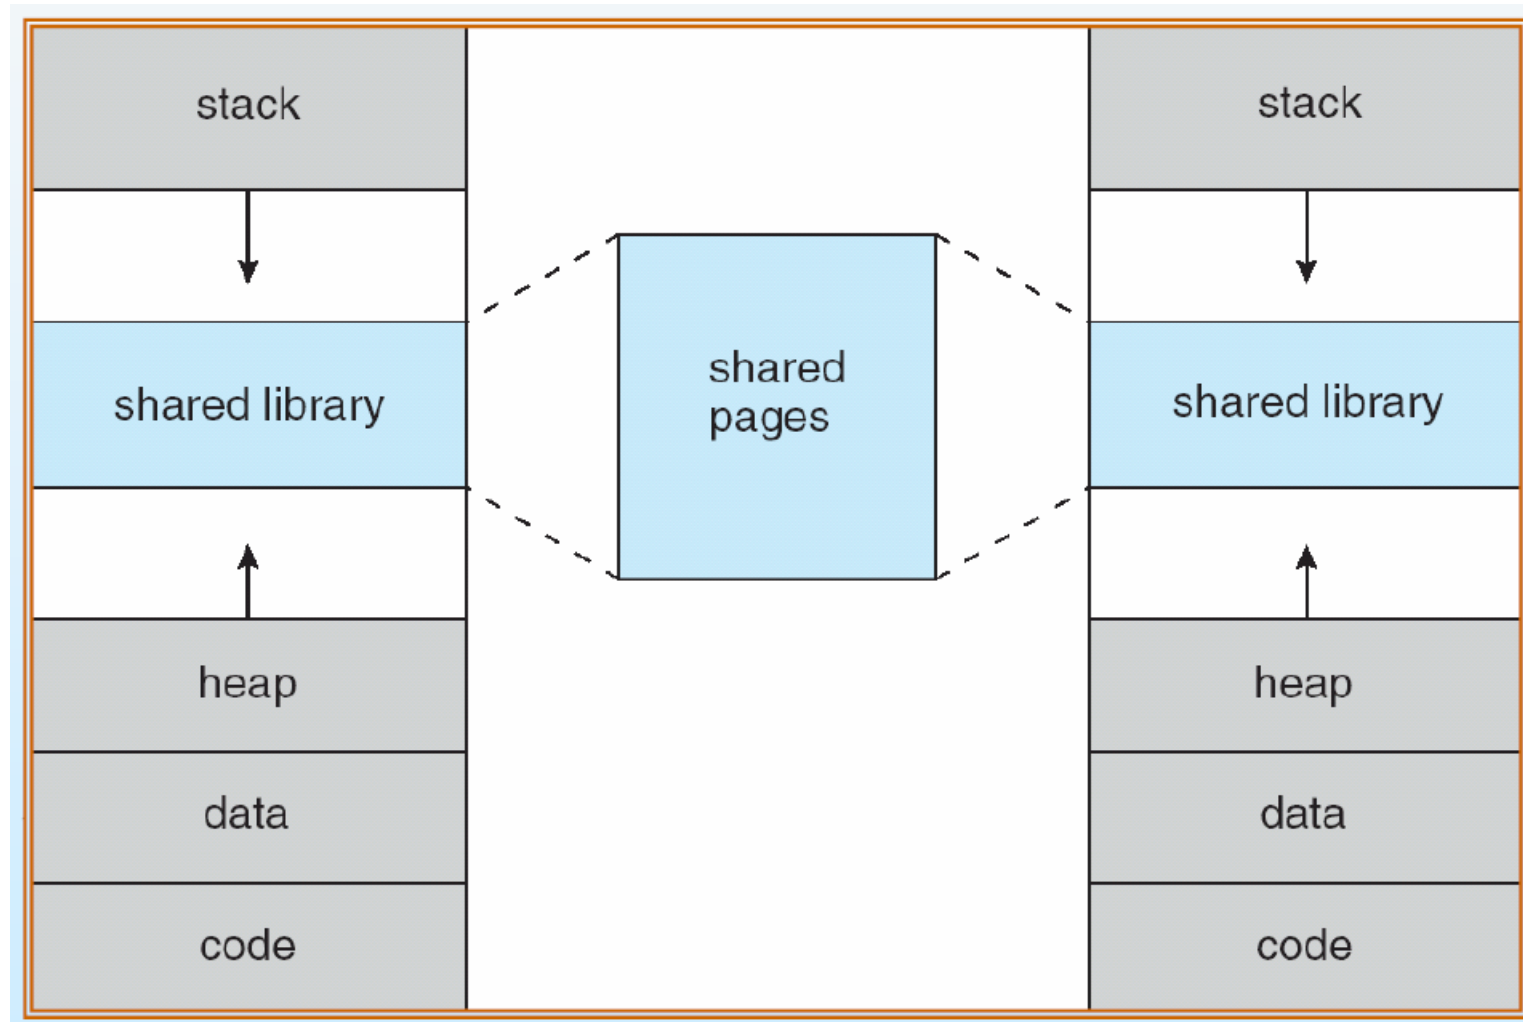 stack
shared library
heap
data
code
shared
pages
stack
shared library
heap
data
code